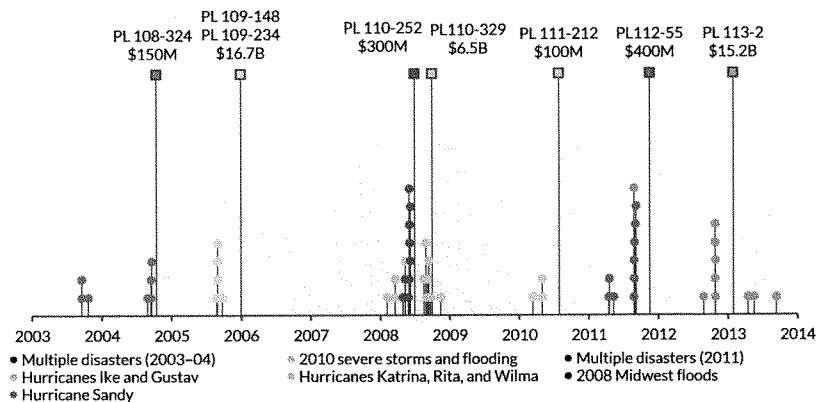 PL 109-148
PL 108-324 PL 109-234 PL 110-252 PL110-329 PL 111-212 PL112-55 PL 113-2
$150M $16.7B $300M $6.5B $100M $400M $15.2B
2003 2004 2005 2006 2007 2008 2009 2010 2011 2012 2013 2014
Multiple disasters (2003–04) 2010 severe storms and flooding Multiple disasters (2011)
Hurricanes Ike and Gustav Hurricanes Katrina, Rita, and Wilma 2008 Midwest floods
Hurricane Sandy